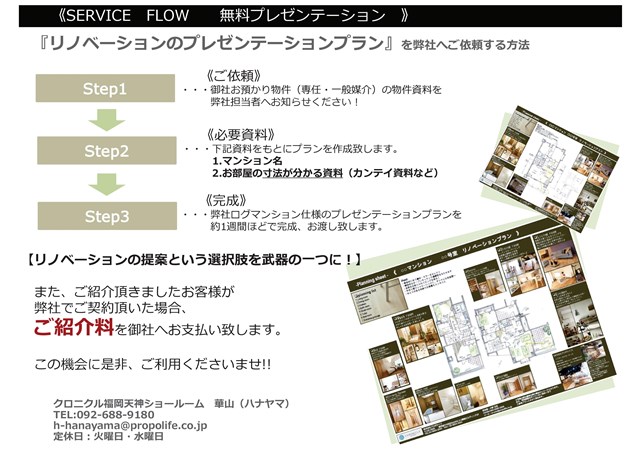 《SERVICE FLOW 無料プレゼンテーション 》
『リノベーションのプレゼンテーションプラン』を弊社へご依頼する方法
Step1
《ご依頼》
・・・御社お預かり物件（専任・一般媒介）の物件資料を
弊社担当者へお知らせください！
Step2
《必要資料》
・・・下記資料をもとにプランを作成致します。
1.マンション名
2.お部屋の寸法が分かる資料（カンテイ資料など）
Step3
《完成》
・・・弊社ログマンション仕様のプレゼンテーションプランを
約1週間ほどで完成、お渡し致します。
【リノベーションの提案という選択肢を武器の一つに！】
また、ご紹介頂きましたお客様が
弊社でご契約頂いた場合、
ご紹介料を御社へお支払い致します。
この機会に是非、ご利用くださいませ!!
クロニクル福岡天神ショールーム 華山（ハナヤマ）
TEL:092-688-9180
h-hanayama@propolife.co.jp
定休日：火曜日・水曜日
-Planning sheet-
マンション
号室 リノベーションプラン 》